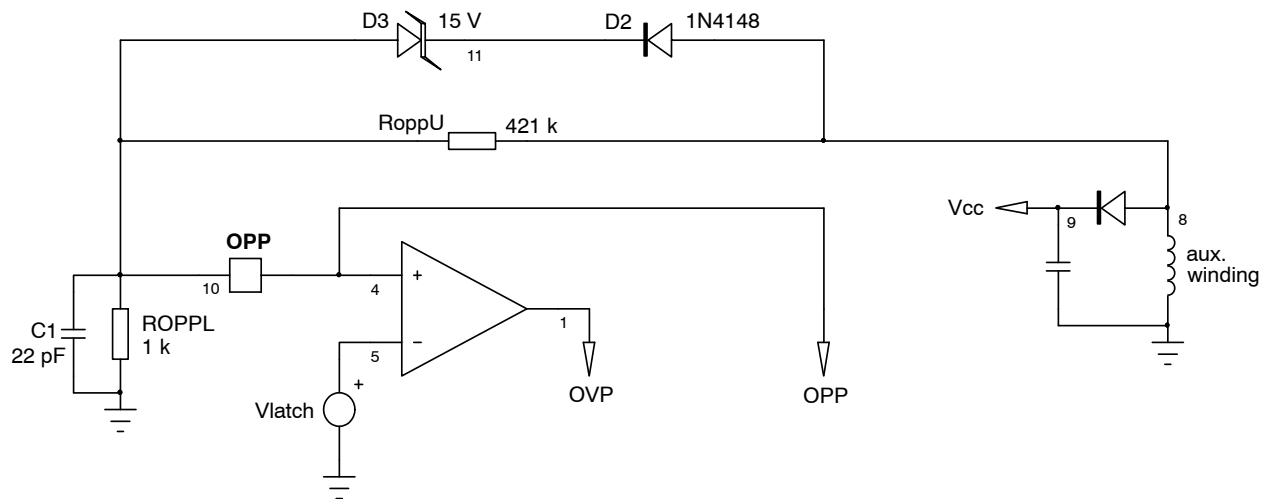 D3 15 V
11
D2 1N4148
RoppU 421 k
Vcc
9
8
aux.
winding
OPP
10
4
+
C1
22 pF
ROPPL
1 k
5
−
1
+
Vlatch
OVP
OPP